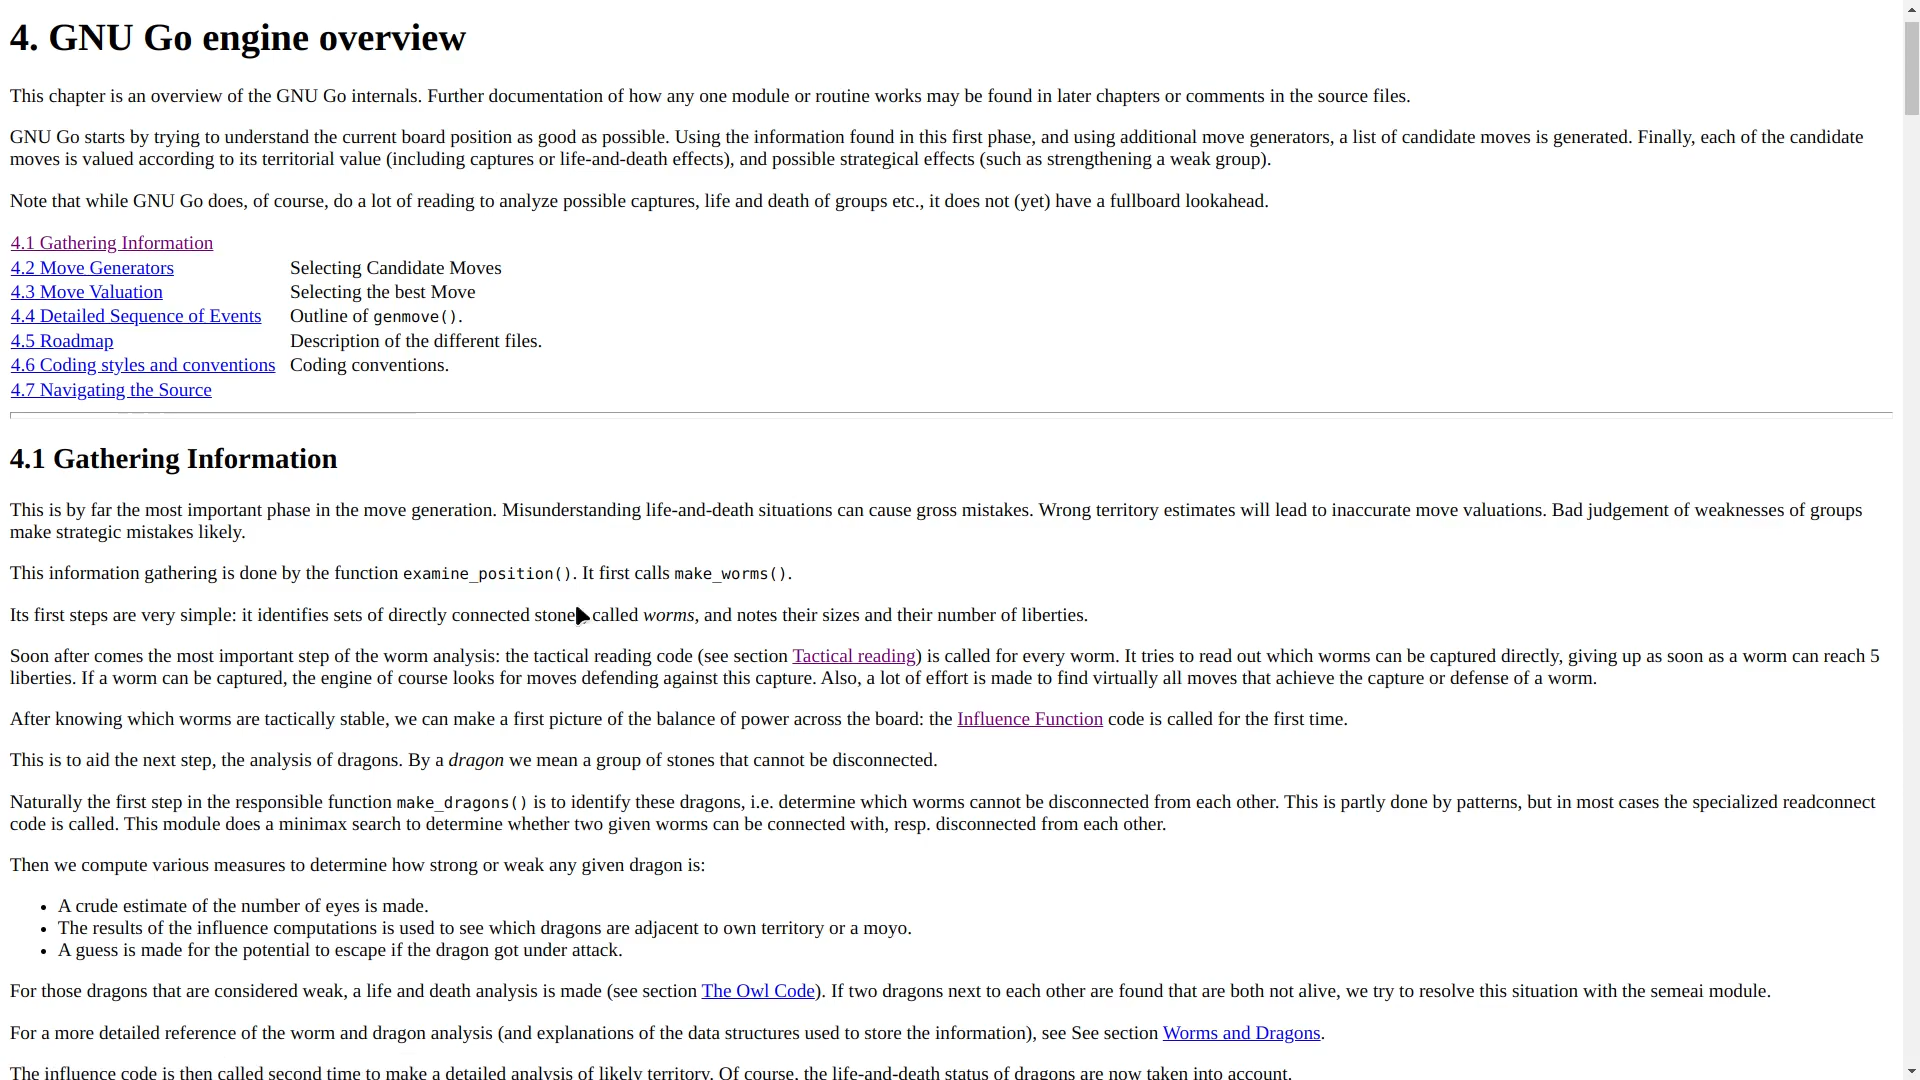 4. GNU Go engine overview
This chapter is an overview of the GNU Go internals. Further documentation of how any one module or routine works may be found in later chapters or comments in the source files.
GNU Go starts by trying to understand the current board position as good as possible. Using the information found in this first phase, and using additional move generators, a list of candidate moves is generated. Finally, each of the candidate
moves is valued according to its territorial value (including captures or life-and-death effects), and possible strategical effects (such as strengthening a weak group).
Note that while GNU Go does, of course, do a lot of reading to analyze possible captures, life and death of groups etc., it does not (yet) have a fullboard lookahead.
4.1 Gathering Information
4.2 Move Generators Selecting Candidate Moves
4.3 Move Valuation Selecting the best Move
4.4 Detailed Sequence of Events Outline of genmove().
4.5 Roadmap Description of the different files.
4.6 Coding styles and conventions Coding conventions.
4.7 Navigating the Source
4.1 Gathering Information
This is by far the most important phase in the move generation. Misunderstanding life-and-death situations can cause gross mistakes. Wrong territory estimates will lead to inaccurate move valuations. Bad judgement of weaknesses of groups
make strategic mistakes likely.
This information gathering is done by the function examine_position(). It first calls make_worms().
Its first steps are very simple: it identifies sets of directly connected stone called worms, and notes their sizes and their number of liberties.
Soon after comes the most important step of the worm analysis: the tactical reading code (see section Tactical reading) is called for every worm. It tries to read out which worms can be captured directly, giving up as soon as a worm can reach 5
liberties. If a worm can be captured, the engine of course looks for moves defending against this capture. Also, a lot of effort is made to find virtually all moves that achieve the capture or defense of a worm.
After knowing which worms are tactically stable, we can make a first picture of the balance of power across the board: the Influence Function code is called for the first time.
This is to aid the next step, the analysis of dragons. By a dragon we mean a group of stones that cannot be disconnected.
Naturally the first step in the responsible function make_dragons() is to identify these dragons, i.e. determine which worms cannot be disconnected from each other. This is partly done by patterns, but in most cases the specialized readconnect
code is called. This module does a minimax search to determine whether two given worms can be connected with, resp. disconnected from each other.
Then we compute various measures to determine how strong or weak any given dragon is:
• A crude estimate of the number of eyes is made.
• The results of the influence computations is used to see which dragons are adjacent to own territory or a moyo.
• A guess is made for the potential to escape if the dragon got under attack.
For those dragons that are considered weak, a life and death analysis is made (see section The Owl Code). If two dragons next to each other are found that are both not alive, we try to resolve this situation with the semeai module.
For a more detailed reference of the worm and dragon analysis (and explanations of the data structures used to store the information), see See section Worms and Dragons.
The influence code is then called second time to make a detailed analysis of likely territory. Of course, the life-and-death status of dragons are now taken into account.